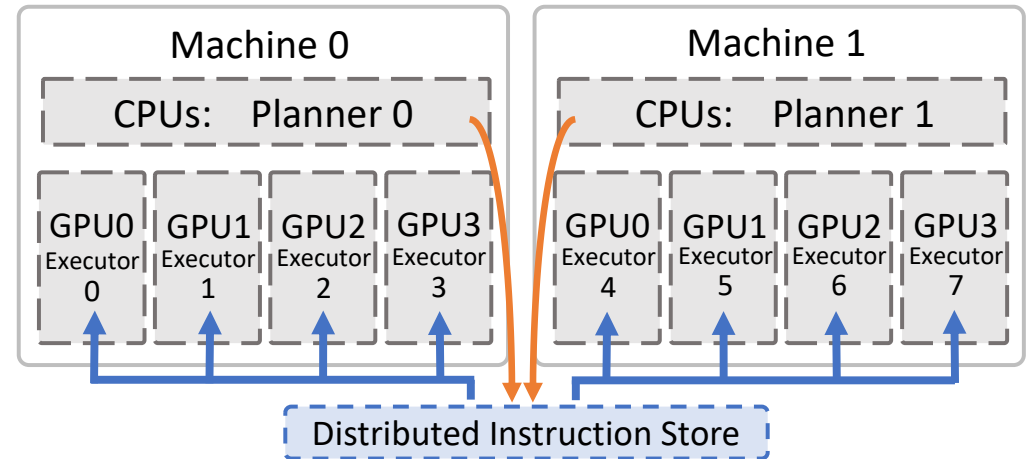 Machine 0
CPUs: Planner 0
GPU0
Executor
0
GPU1
Executor
1
GPU2
Executor
2
GPU3
Executor
3
Machine 1
CPUs: Planner 1
GPU0
Executor
4
GPU1
Executor
5
GPU2
Executor
6
GPU3
Executor
7
Distributed Instruction Store